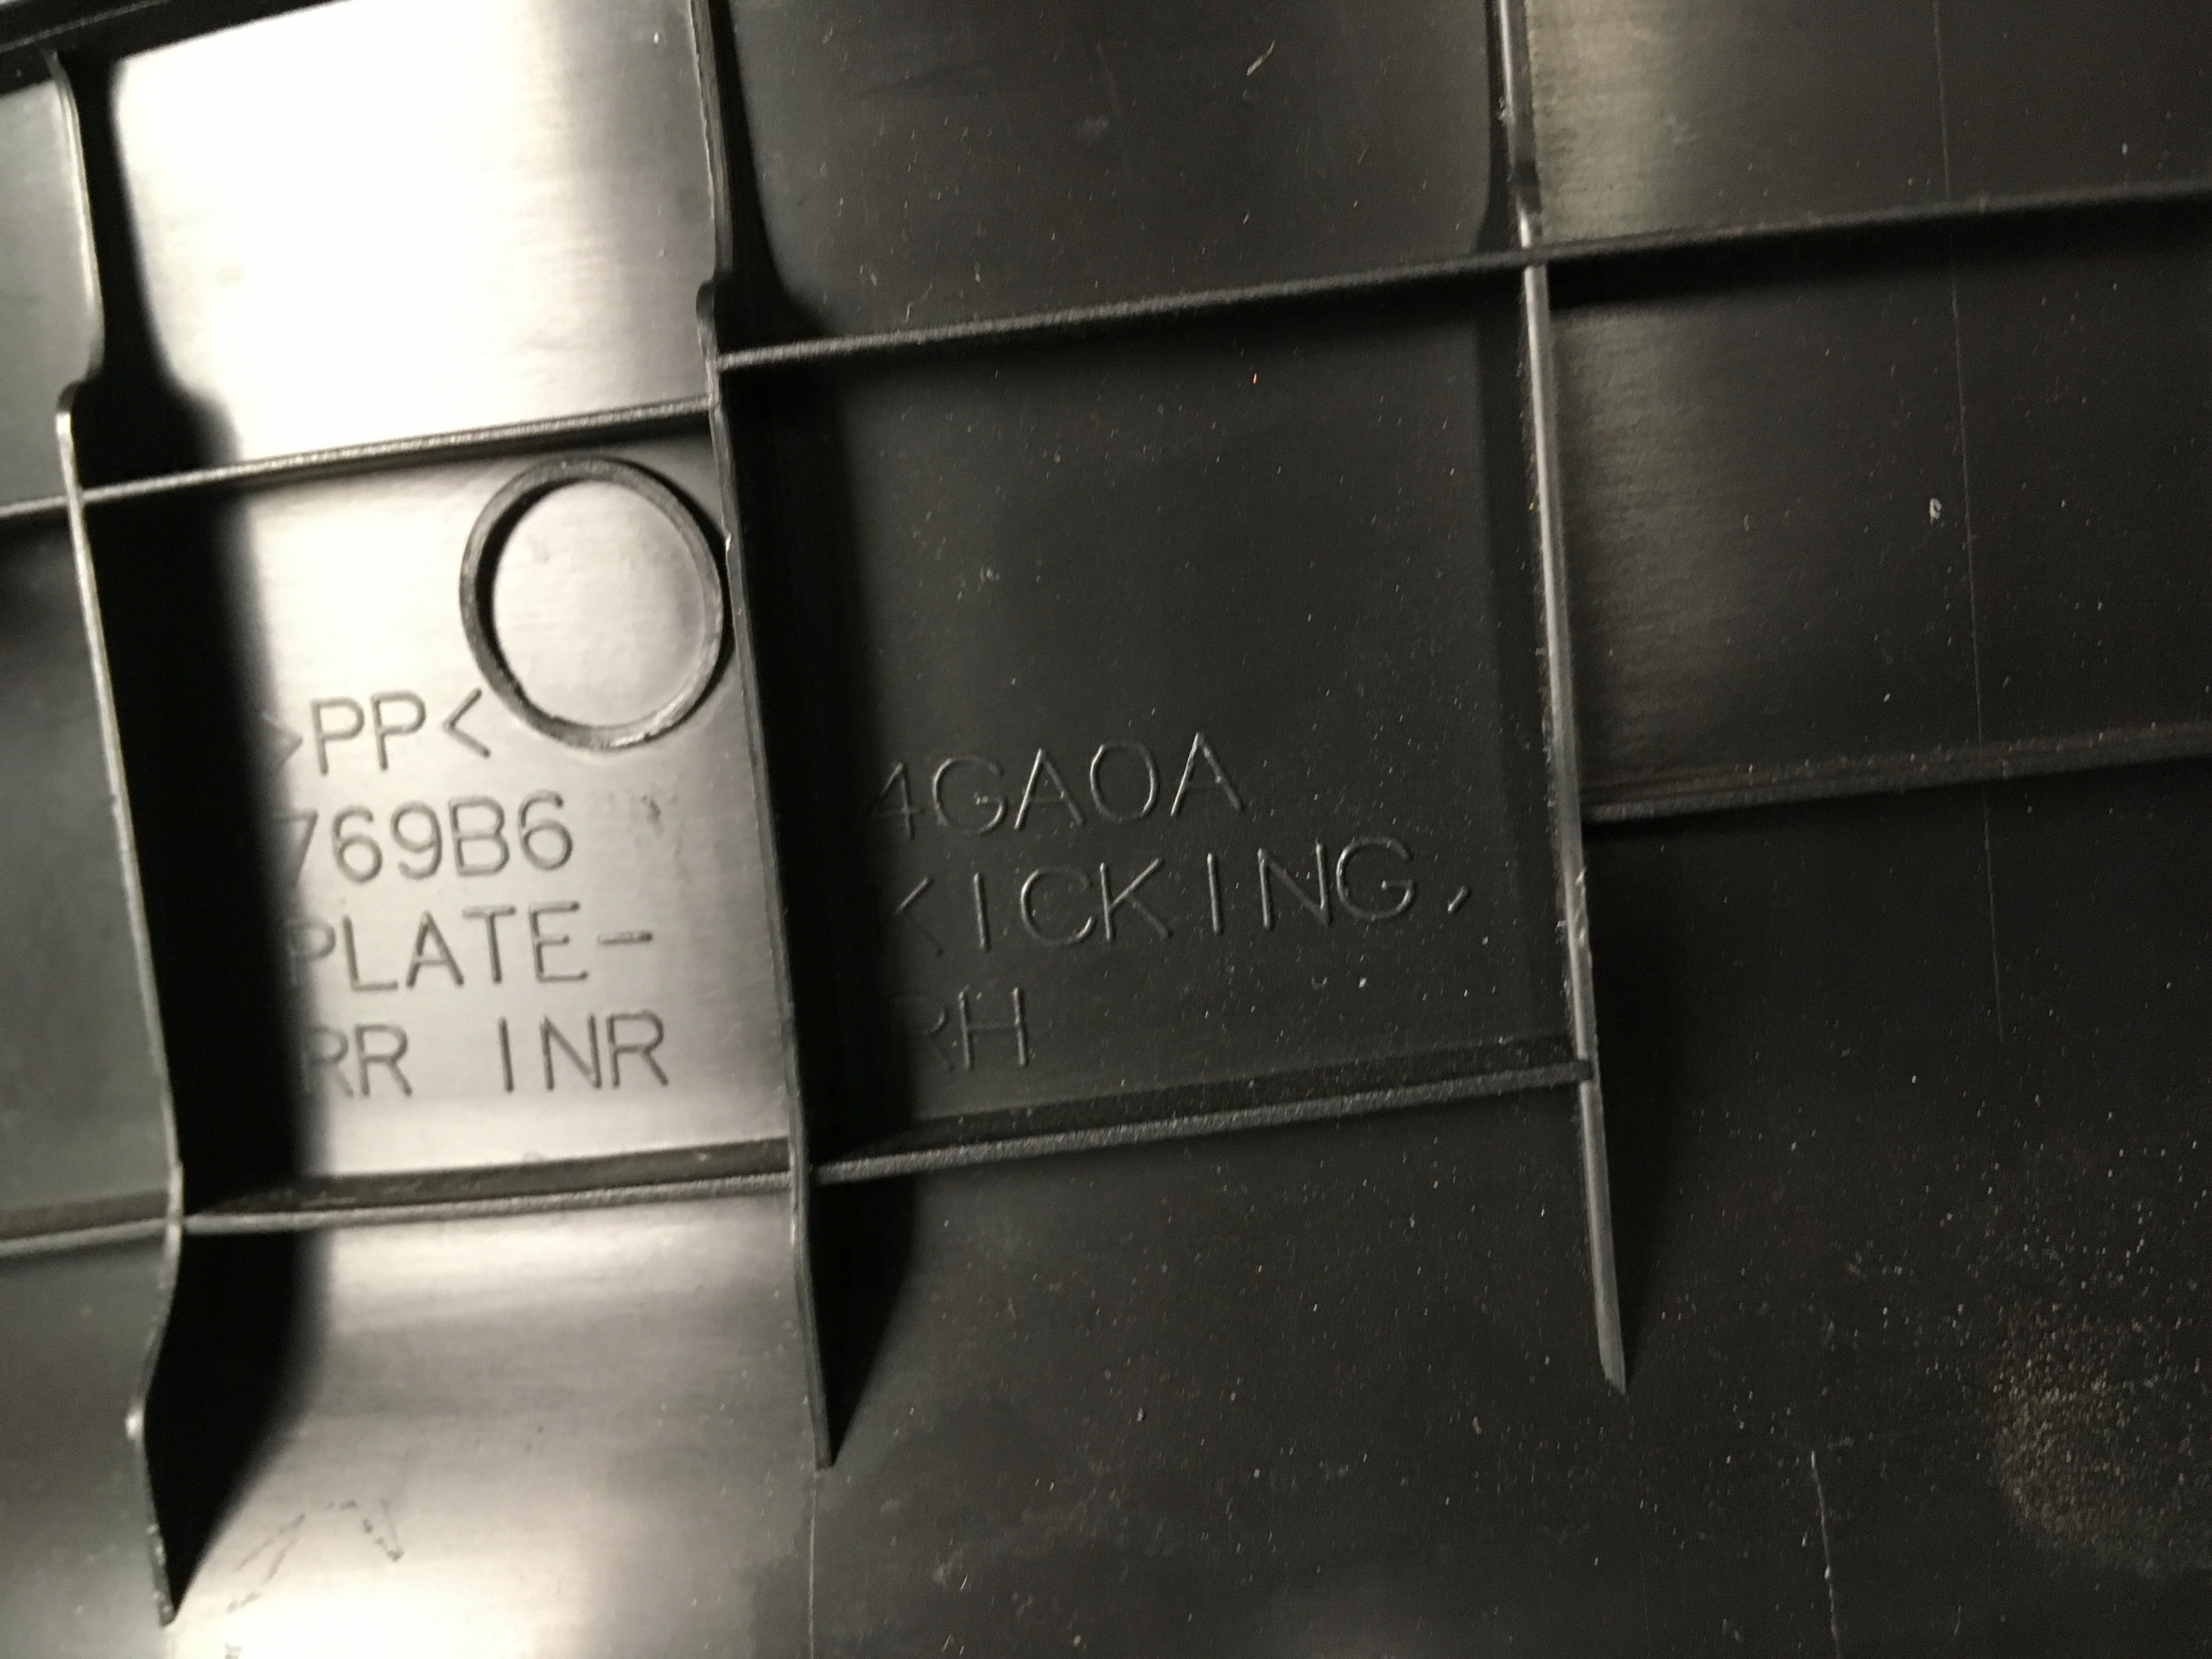 >PP<
769B6 4GA0A
PLATE- KICKING,
RR INR RH